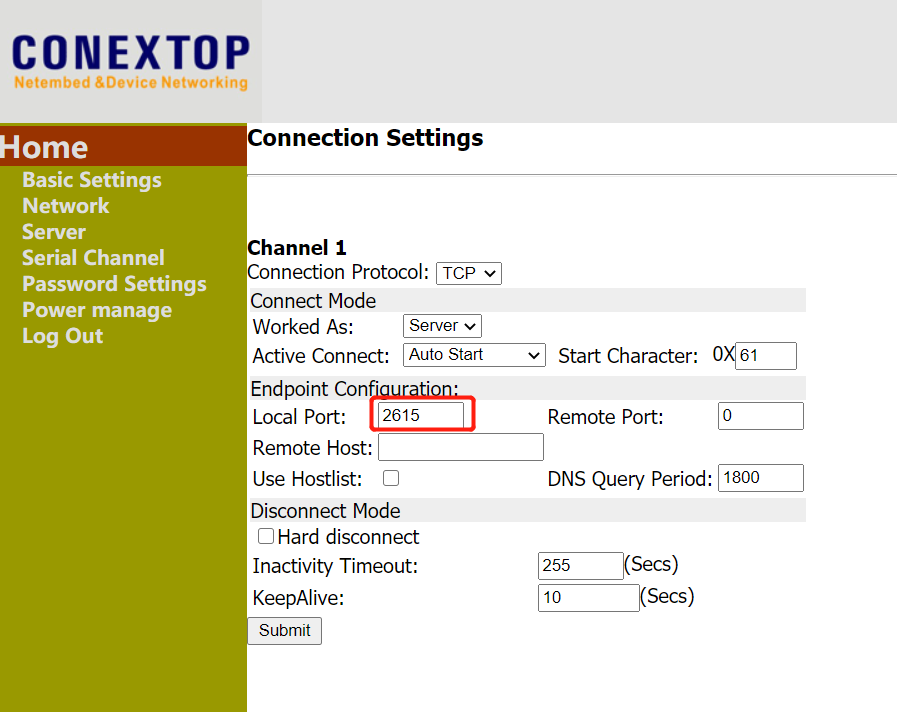 CONEXTOP
Netembed &Device Networking
Home
Basic Settings
Network
Server
Serial Channel
Password Settings
Power manage
Log Out
Connection Settings
Channel 1
Connection Protocol: TCP
Connect Mode
Worked As: Server
Active Connect: Auto Start Start Character: 0X 61
Endpoint Configuration:
Local Port: 2615 Remote Port: 0
Remote Host:
Use Hostlist: DNS Query Period: 1800
Disconnect Mode
Hard disconnect
Inactivity Timeout: 255 (Secs)
KeepAlive: 10 (Secs)
Submit